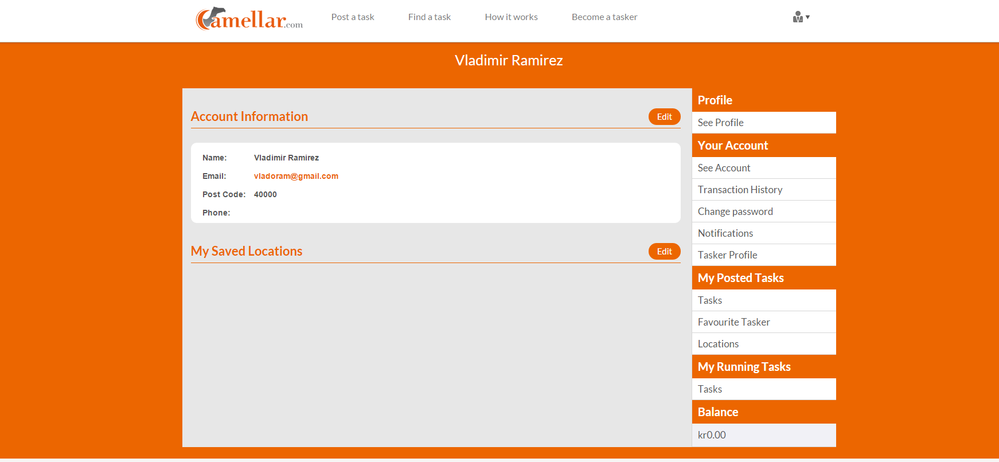 Camellar.com
Post a task
Find a task
How it works
Become a tasker
Vladimir Ramirez
Account Information
Edit
Name: Vladimir Ramirez
Email: vladoram@gmail.com
Post Code: 40000
Phone:
My Saved Locations
Edit
Profile
See Profile
Your Account
See Account
Transaction History
Change password
Notifications
Tasker Profile
My Posted Tasks
Tasks
Favourite Tasker
Locations
My Running Tasks
Tasks
Balance
kr0.00